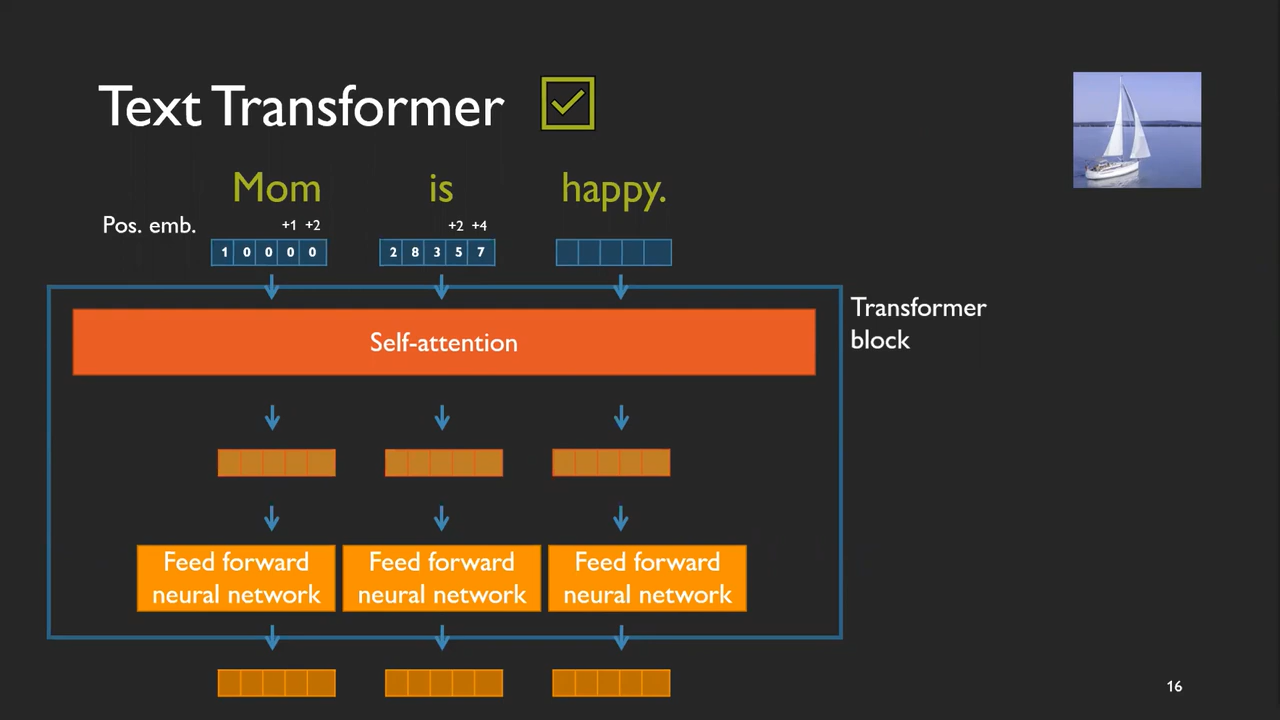 Text Transformer
Mom is happy.
Pos. emb. +1 +2 +2 +4
1 0 0 0 0 2 8 3 5 7
Transformer
block
Self-attention
Feed forward
neural network
Feed forward
neural network
Feed forward
neural network
16